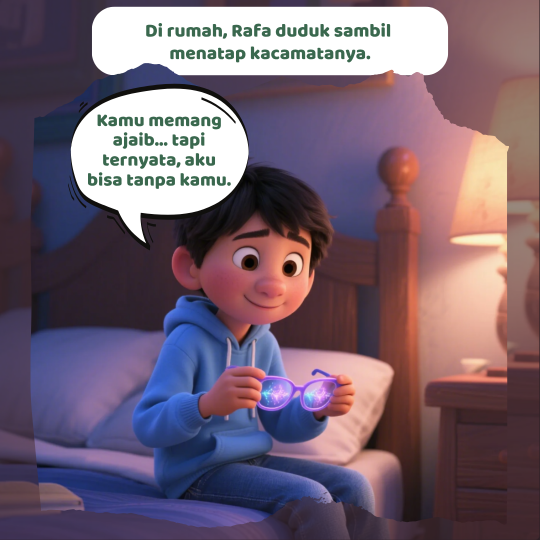 Di rumah, Rafa duduk sambil
menatap kacamatanya.
Kamu memang
ajaib... tapi
ternyata, aku
bisa tanpa kamu.